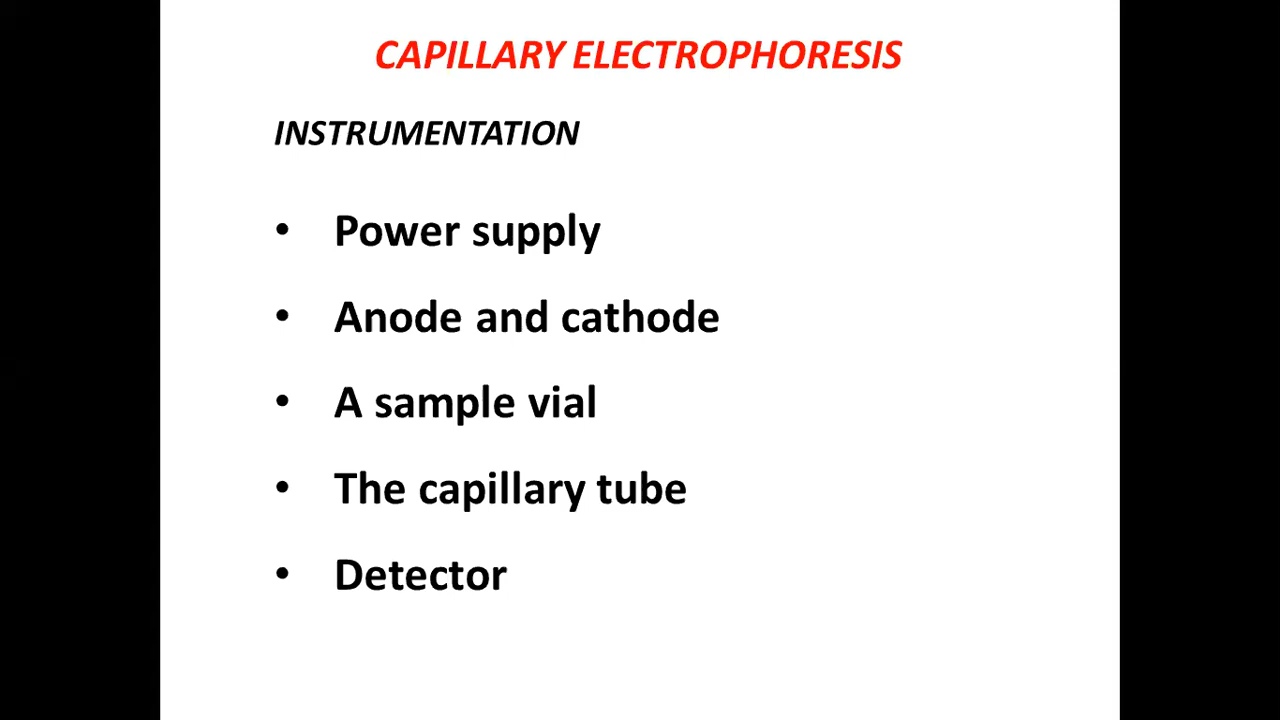 CAPILLARY ELECTROPHORESIS
INSTRUMENTATION
• Power supply
• Anode and cathode
• A sample vial
• The capillary tube
• Detector